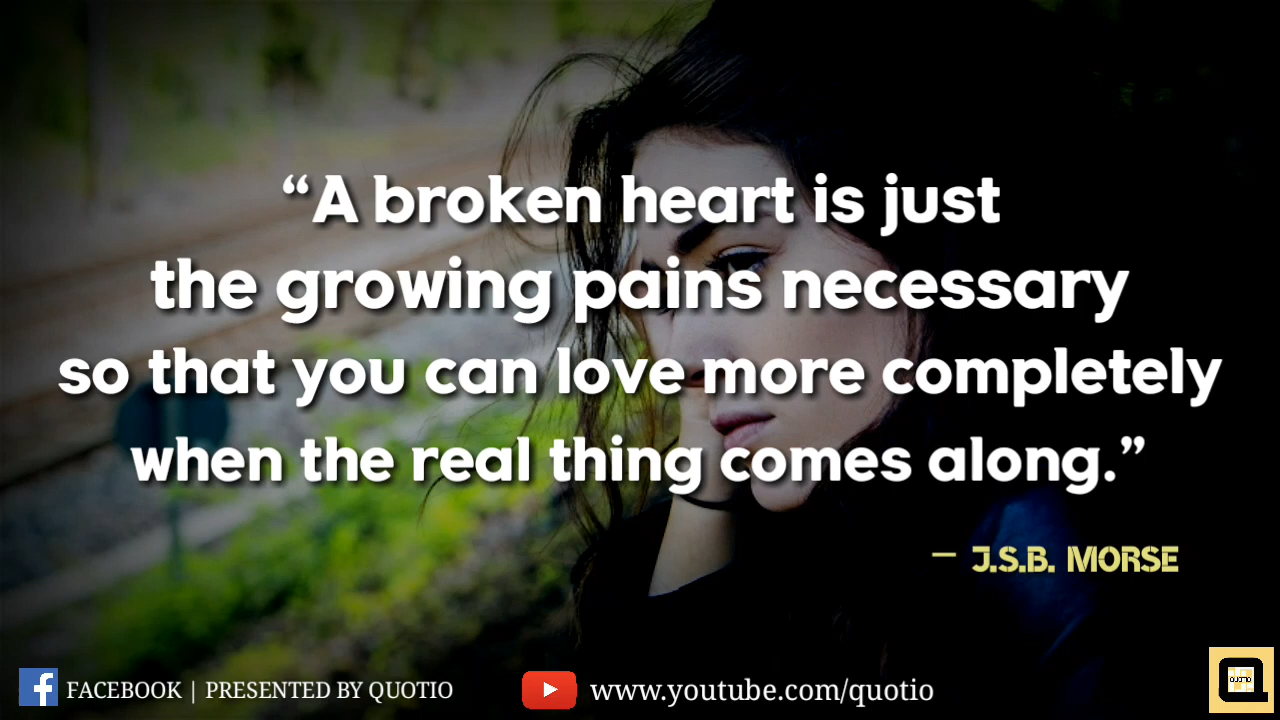 “A broken heart is just
the growing pains necessary
so that you can love more completely
when the real thing comes along.”
– J.S.B. MORSE
FACEBOOK | PRESENTED BY QUOTIO
www.youtube.com/quotio
QUOTIO